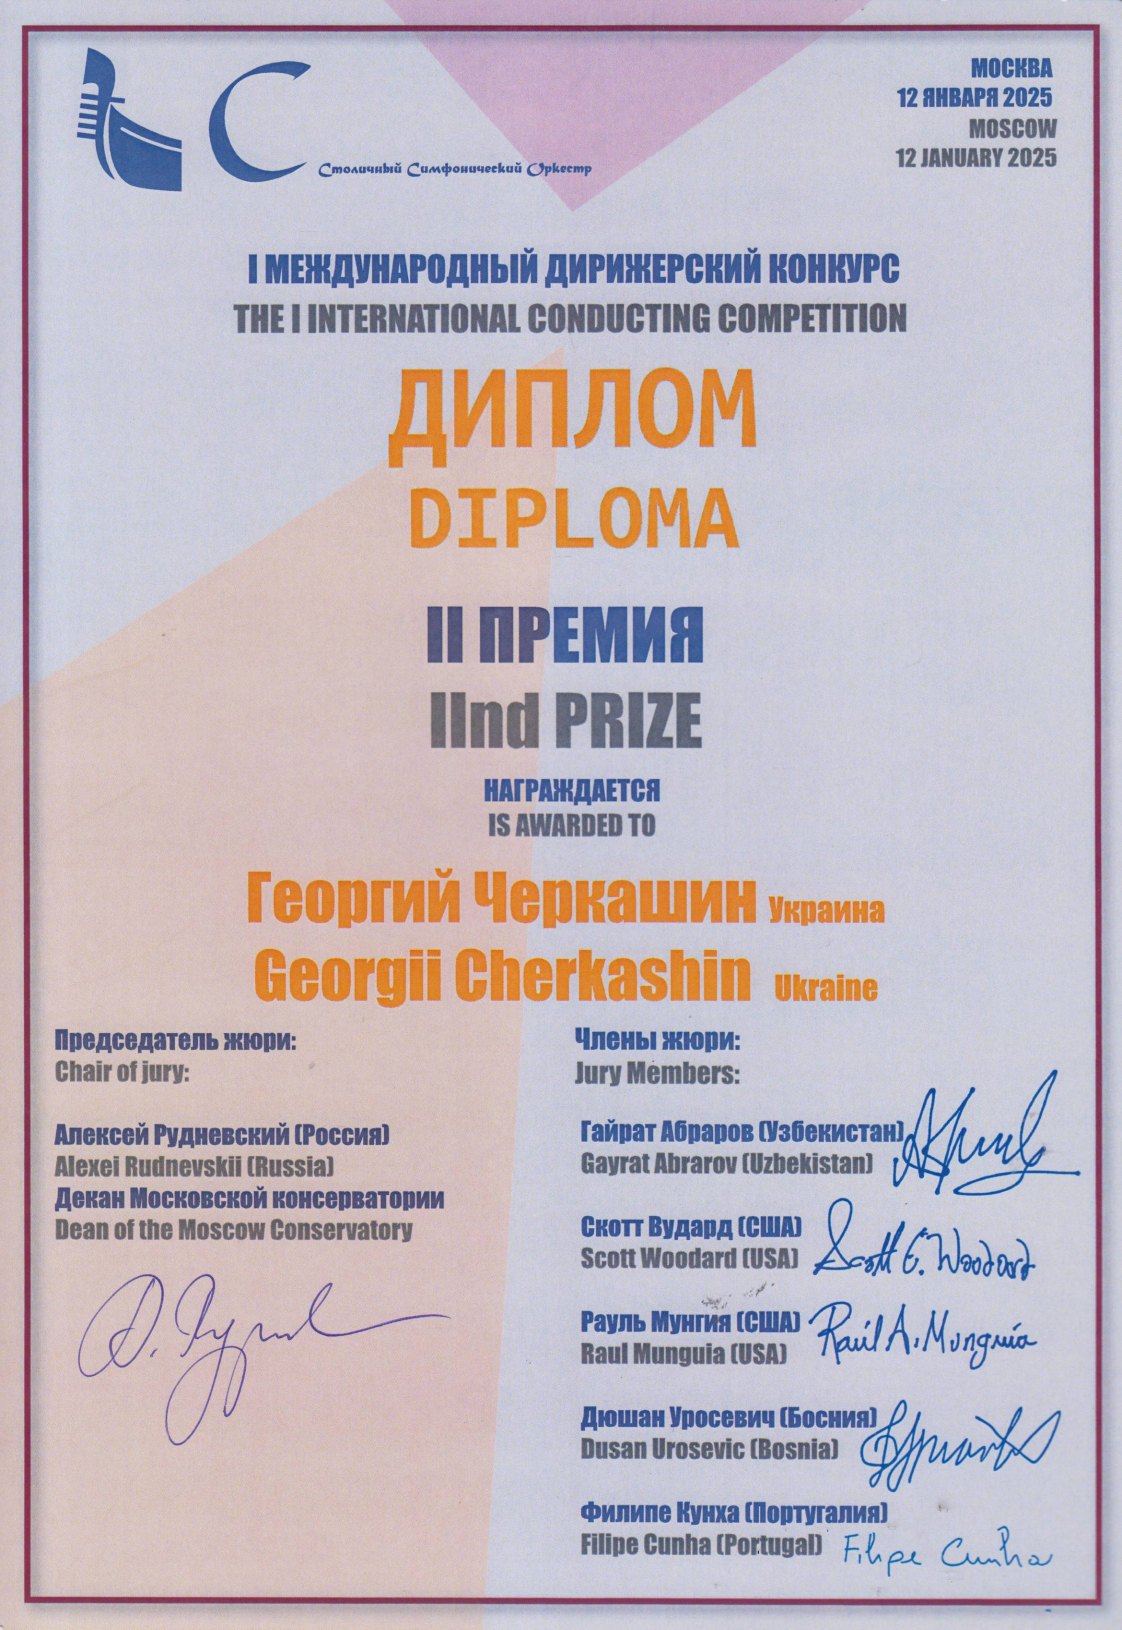 Столичный Симфонический Оркестр
МОСКВА
12 ЯНВАРЯ 2025
MOSCOW
12 JANUARY 2025
I МЕЖДУНАРОДНЫЙ ДИРИЖЕРСКИЙ КОНКУРС
THE I INTERNATIONAL CONDUCTING COMPETITION
ДИПЛОМ
DIPLOMA
II ПРЕМИЯ
IInd PRIZE
НАГРАЖДАЕТСЯ
IS AWARDED TO
Георгий Черкашин Украина
Georgii Cherkashin Ukraine
Председатель жюри:
Chair of jury:
Алексей Рудневский (Россия)
Alexei Rudnevskii (Russia)
Декан Московской консерватории
Dean of the Moscow Conservatory
Члены жюри:
Jury Members:
Гайрат Абраров (Узбекистан)
Gayrat Abrarov (Uzbekistan)
Скотт Вудард (США)
Scott Woodard (USA)
Scott E. Woodard
Рауль Мунгия (США)
Raul Munguia (USA)
Raúl A. Munguía
Дюшан Уросевич (Босния)
Dusan Urosevic (Bosnia)
Филипе Кунха (Португалия)
Filipe Cunha (Portugal)
Filipe Cunha